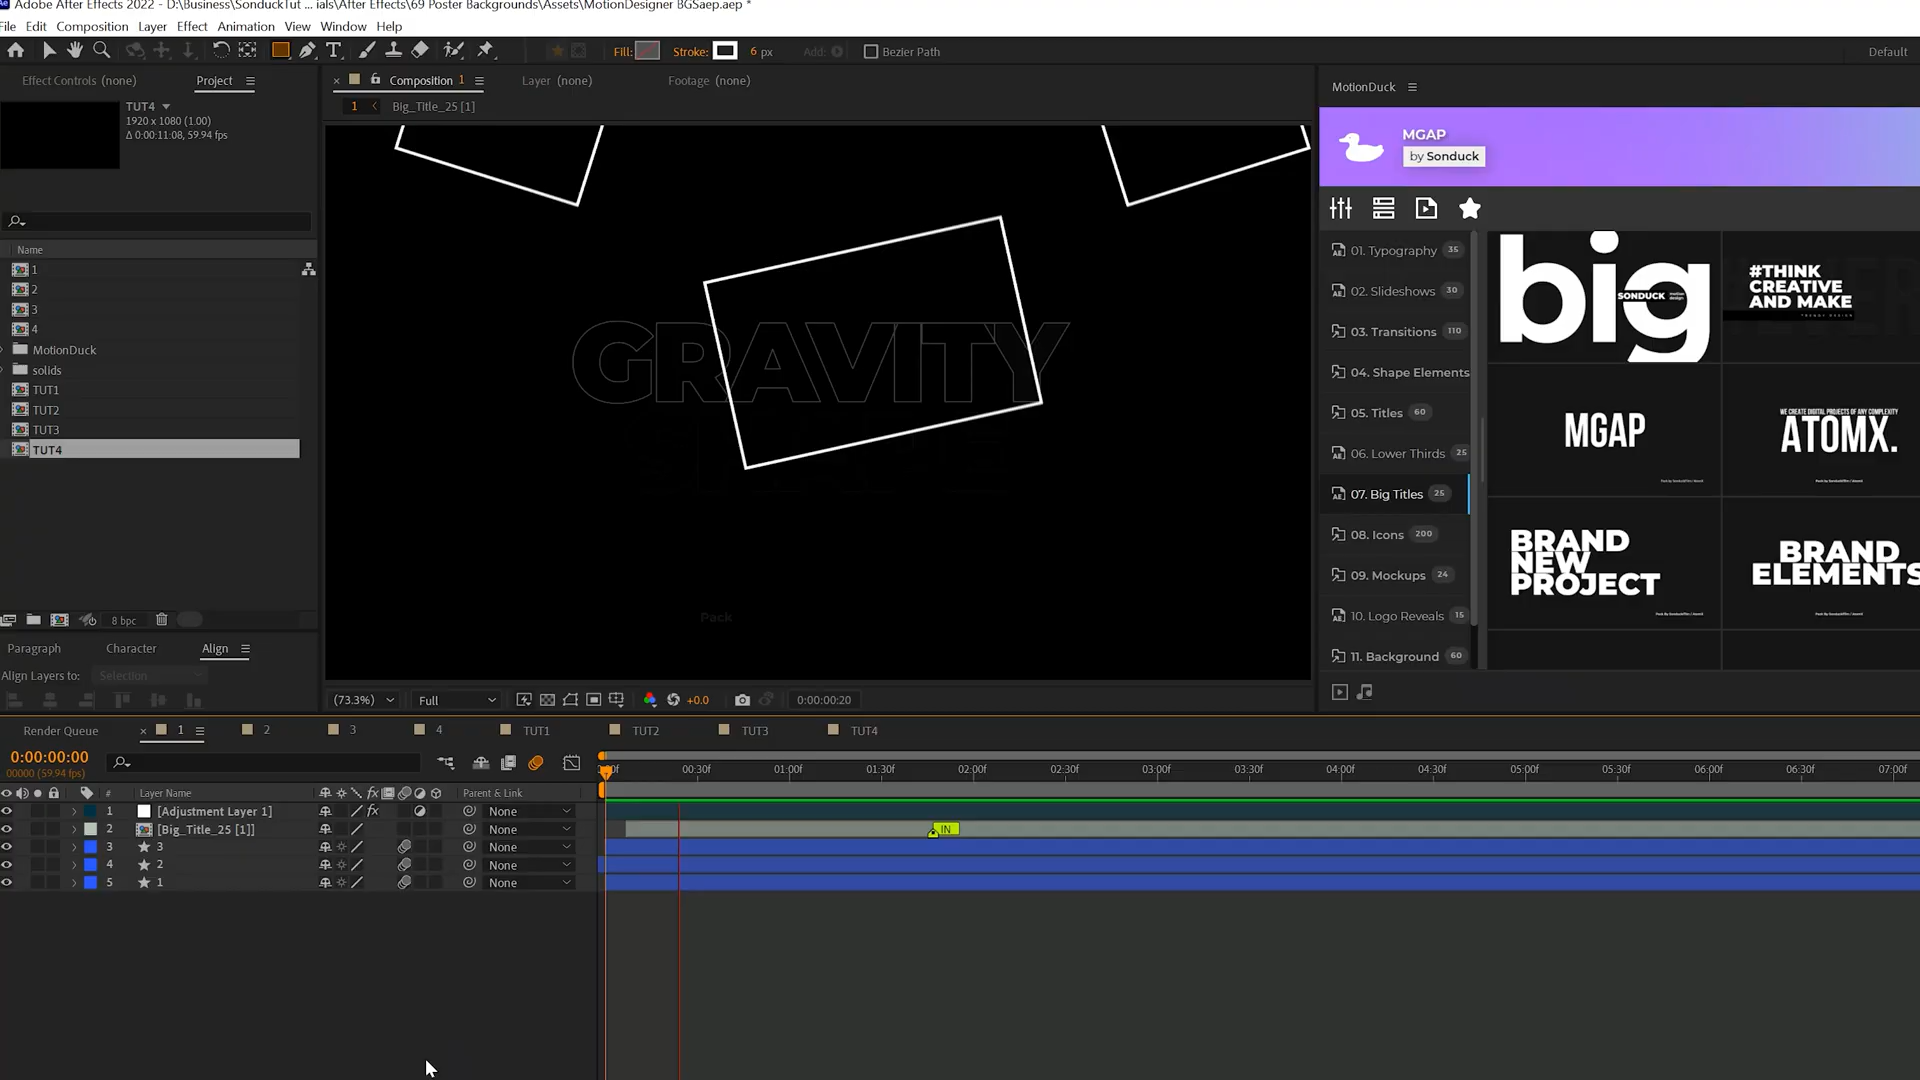 Adobe After Effects 2022 - D:\Business\SonduckTut ... ials\After Effects\69 Poster Backgrounds\Assets\MotionDesigner BGSaep.aep *
File Edit Composition Layer Effect Animation View Window Help
Fill: Stroke: 6 px Add: Bezier Path Default
Effect Controls (none) Project
Composition 1 Layer (none) Footage (none)
MotionDuck
1 Big_Title_25 [1]
TUT4
1920 x 1080 (1.00)
Δ 0:00:11:08, 59.94 fps
MGAP
by Sonduck
Name
1
2
3
4
MotionDuck
solids
TUT1
TUT2
TUT3
TUT4
GRAVITY
Pack
01. Typography 35
02. Slideshows 30
03. Transitions 110
04. Shape Elements
05. Titles 60
06. Lower Thirds 25
07. Big Titles 25
08. Icons 200
09. Mockups 24
10. Logo Reveals 15
11. Background 60
big
SONDUCK
#THINK
CREATIVE
AND MAKE
MGAP
WE CREATE DIGITAL PROJECTS OF ANY COMPLEXITY
ATOMX.
BRAND
NEW
PROJECT
BRAND
ELEMENTS
8 bpc
Paragraph Character Align
Align Layers to: Selection
(73.3%) Full +0.0 0:00:00:20
Render Queue 1 2 3 4 TUT1 TUT2 TUT3 TUT4
0:00:00:00
00000 (59.94 fps)
00:30f 01:00f 01:30f 02:00f 02:30f 03:00f 03:30f 04:00f 04:30f 05:00f 05:30f 06:00f 06:30f 07:00f
# Layer Name Parent & Link
1 [Adjustment Layer 1] None
2 [Big_Title_25 [1]] None IN
3 3 None
4 2 None
5 1 None